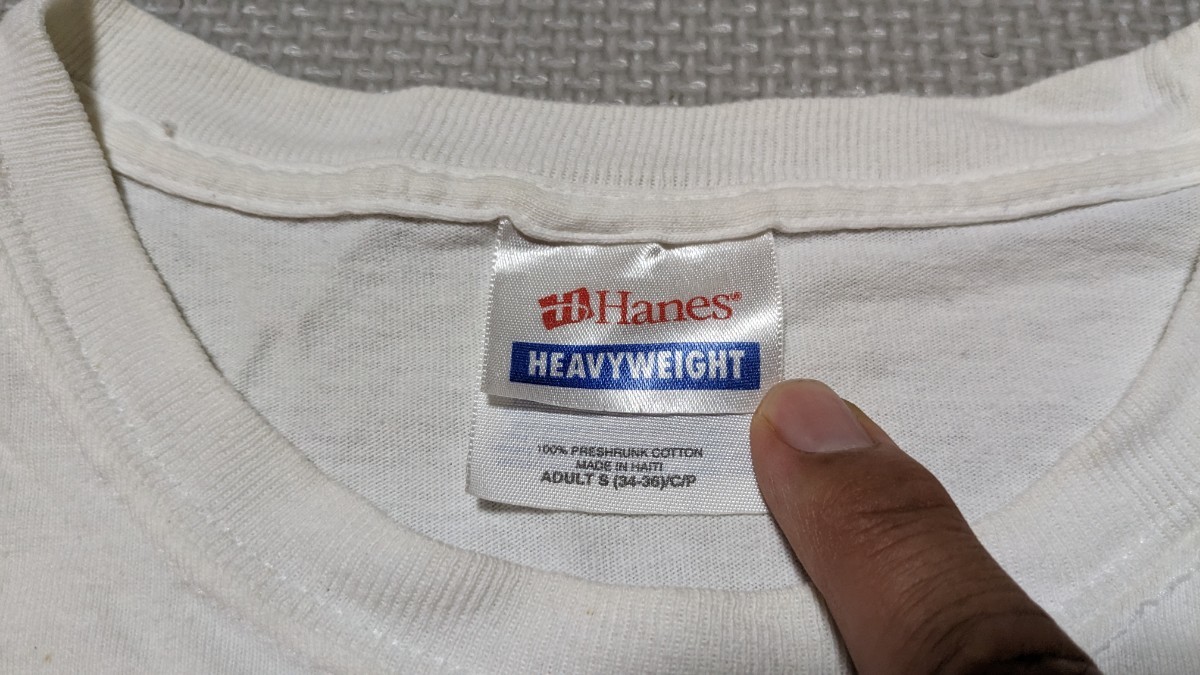 Hanes®
HEAVYWEIGHT
100% PRESHRUNK COTTON
MADE IN HAITI
ADULT S (34-36)/C/P